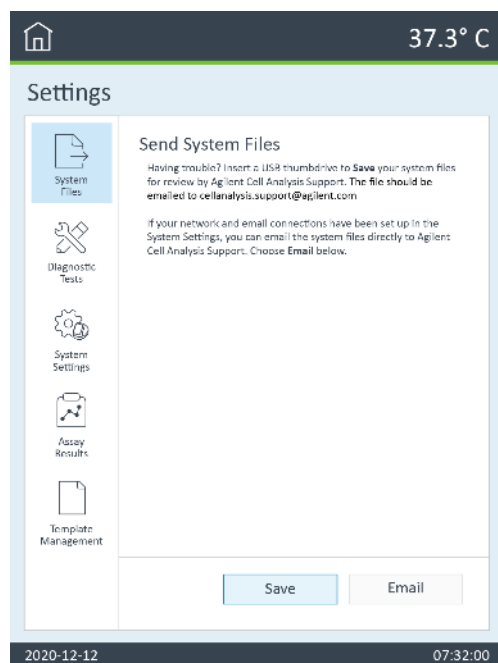 37.3° C
Settings
System
Files
Send System Files
Having trouble? Insert a USB thumbdrive to Save your system files
for review by Agilent Cell Analysis Support. The file should be
emailed to cellanalysis.support@agilent.com
If your network and email connections have been set up in the
System Settings, you can email the system files directly to Agilent
Cell Analysis Support. Choose Email below.
Diagnostic
Tests
System
Settings
Assay
Results
Template
Management
Save
Email
2020-12-12
07:32:00